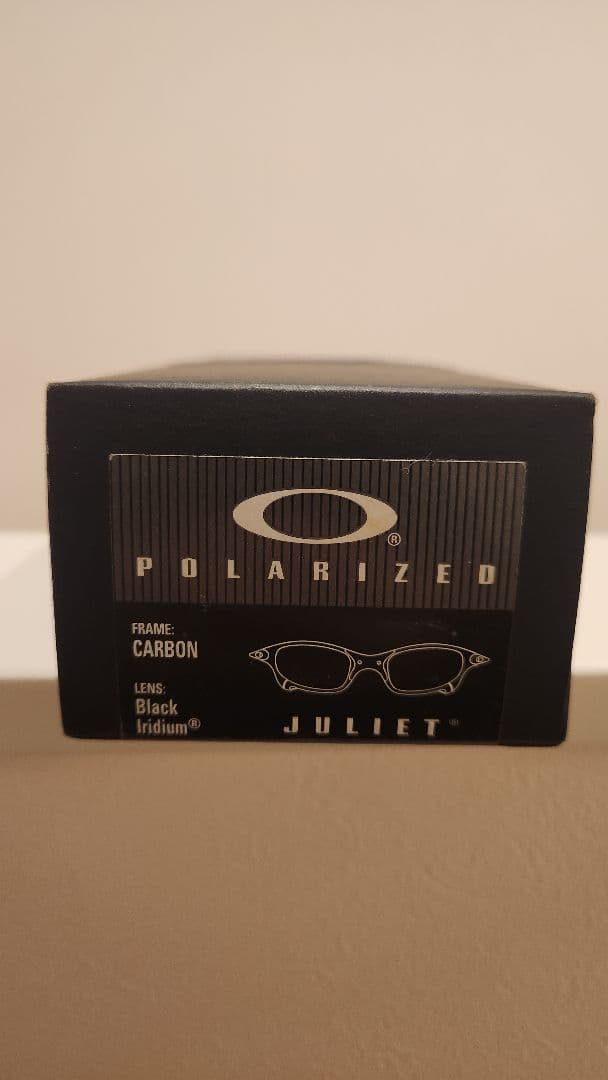 ®
POLARIZED
FRAME:
CARBON
LENS:
Black
Iridium®
JULIET®